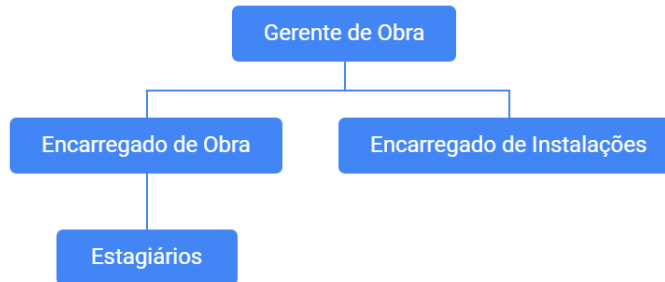 Gerente de Obra
Encarregado de Obra
Encarregado de Instalações
Estagiários